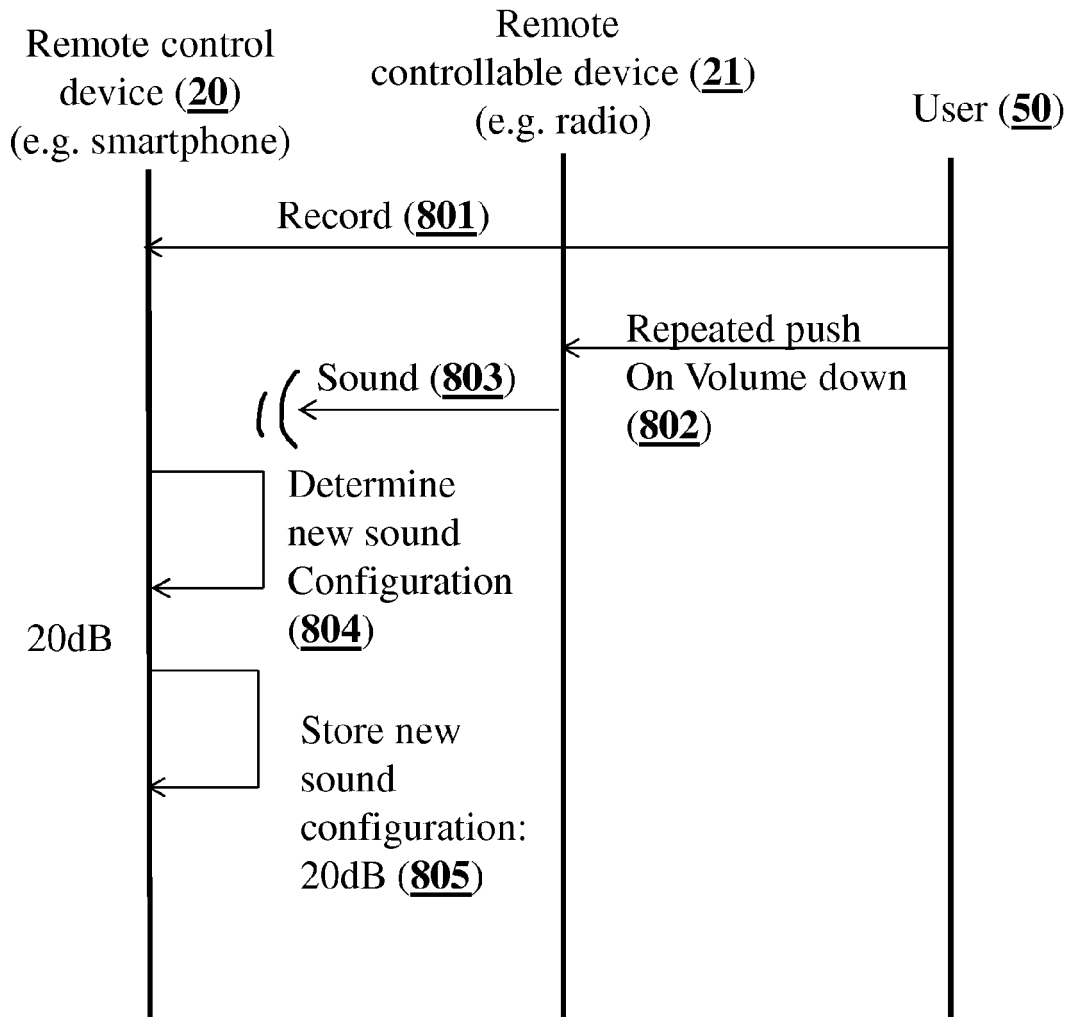 Remote control
device (20)
(e.g. smartphone)
Remote
controllable device (21)
(e.g. radio)
User (50)
Record (801)
Repeated push
On Volume down
(802)
Sound (803)
Determine
new sound
Configuration
(804)
20dB
Store new
sound
configuration:
20dB (805)